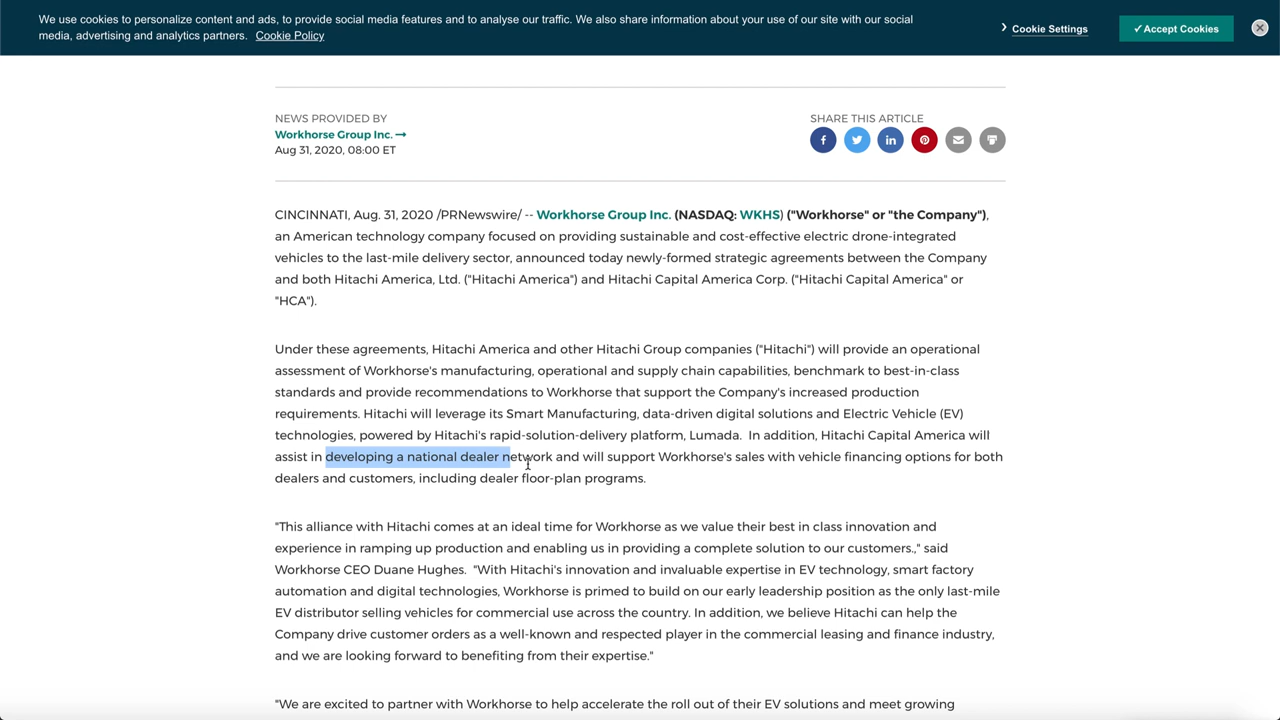 We use cookies to personalize content and ads, to provide social media features and to analyse our traffic. We also share information about your use of our site with our social
media, advertising and analytics partners. Cookie Policy
Cookie Settings
✓Accept Cookies
NEWS PROVIDED BY
Workhorse Group Inc. →
Aug 31, 2020, 08:00 ET
SHARE THIS ARTICLE
CINCINNATI, Aug. 31, 2020 /PRNewswire/ -- Workhorse Group Inc. (NASDAQ: WKHS) ("Workhorse" or "the Company"),
an American technology company focused on providing sustainable and cost-effective electric drone-integrated
vehicles to the last-mile delivery sector, announced today newly-formed strategic agreements between the Company
and both Hitachi America, Ltd. ("Hitachi America") and Hitachi Capital America Corp. ("Hitachi Capital America" or
"HCA").
Under these agreements, Hitachi America and other Hitachi Group companies ("Hitachi") will provide an operational
assessment of Workhorse's manufacturing, operational and supply chain capabilities, benchmark to best-in-class
standards and provide recommendations to Workhorse that support the Company's increased production
requirements. Hitachi will leverage its Smart Manufacturing, data-driven digital solutions and Electric Vehicle (EV)
technologies, powered by Hitachi's rapid-solution-delivery platform, Lumada. In addition, Hitachi Capital America will
assist in developing a national dealer network and will support Workhorse's sales with vehicle financing options for both
dealers and customers, including dealer floor-plan programs.
"This alliance with Hitachi comes at an ideal time for Workhorse as we value their best in class innovation and
experience in ramping up production and enabling us in providing a complete solution to our customers.," said
Workhorse CEO Duane Hughes. "With Hitachi's innovation and invaluable expertise in EV technology, smart factory
automation and digital technologies, Workhorse is primed to build on our early leadership position as the only last-mile
EV distributor selling vehicles for commercial use across the country. In addition, we believe Hitachi can help the
Company drive customer orders as a well-known and respected player in the commercial leasing and finance industry,
and we are looking forward to benefiting from their expertise."
"We are excited to partner with Workhorse to help accelerate the roll out of their EV solutions and meet growing